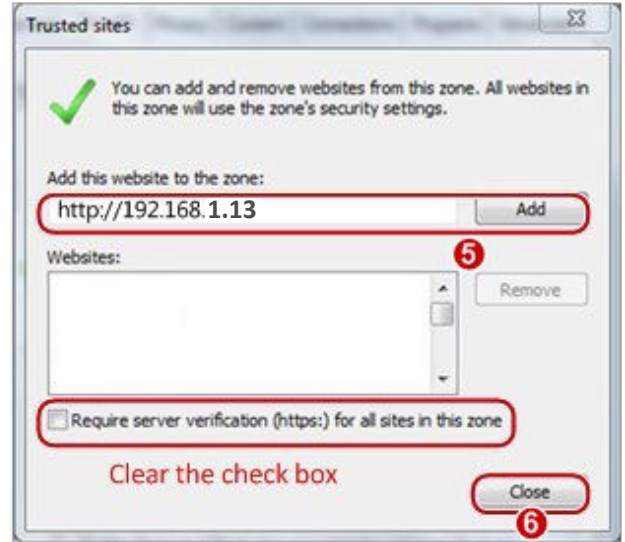 Trusted sites
You can add and remove websites from this zone. All websites in
this zone will use the zone's security settings.
Add this website to the zone:
http://192.168.1.13
Add
5
Websites:
Remove
Require server verification (https:) for all sites in this zone
Clear the check box
Close
6